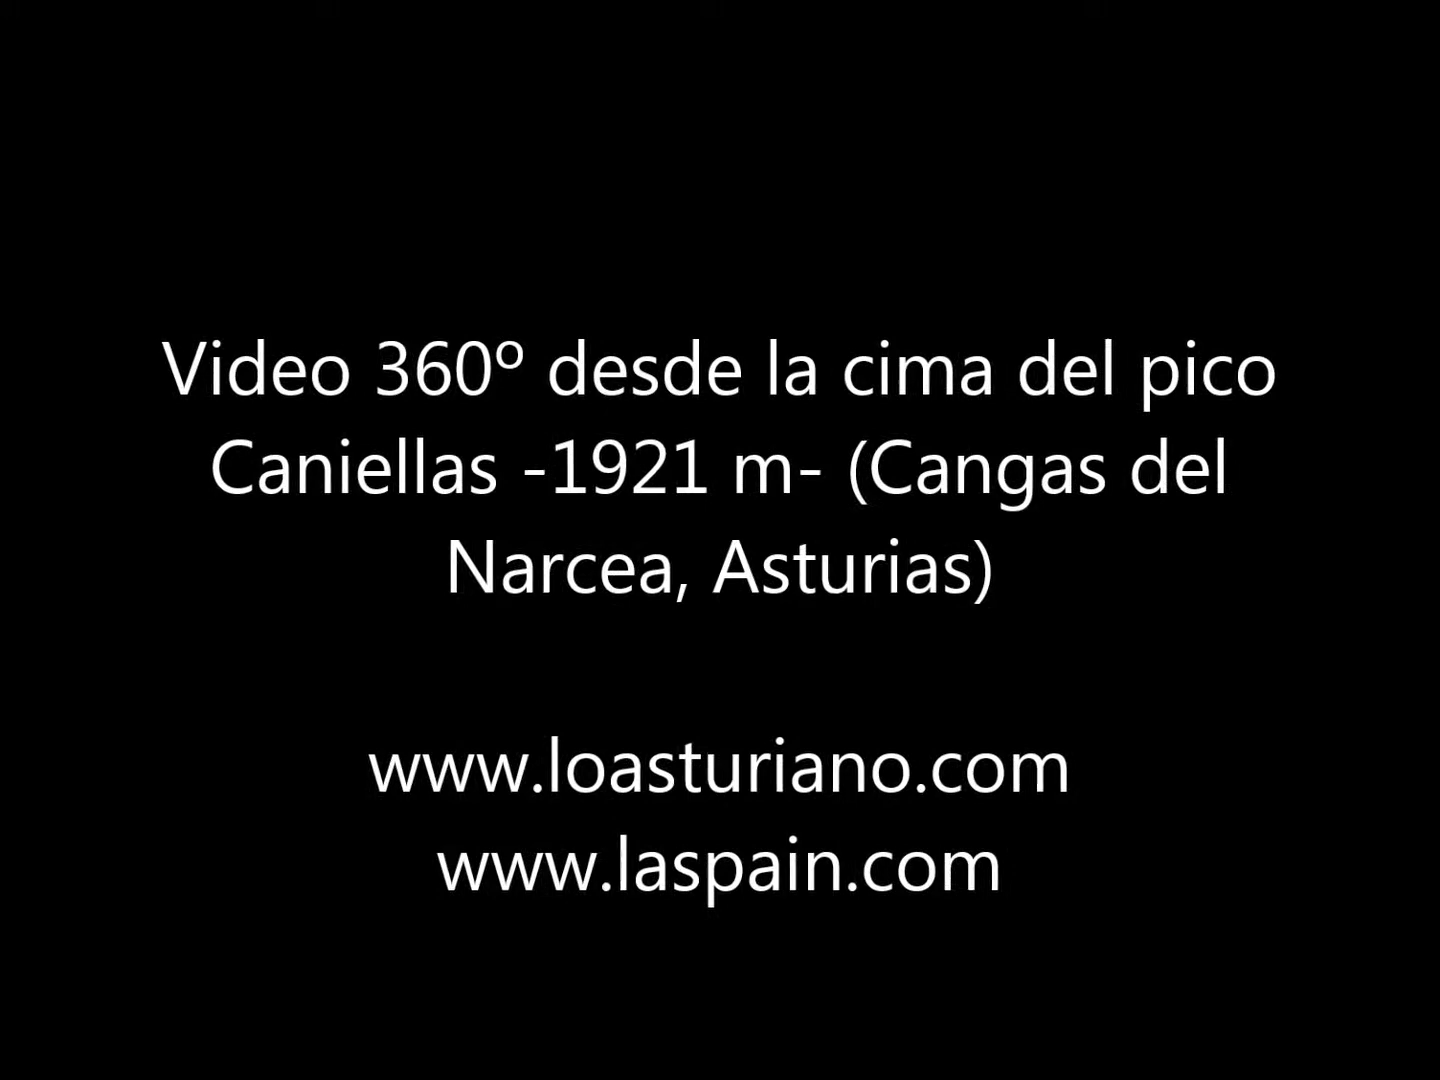 Video 360º desde la cima del pico
Caniellas -1921 m- (Cangas del
Narcea, Asturias)
www.loasturiano.com
www.laspain.com